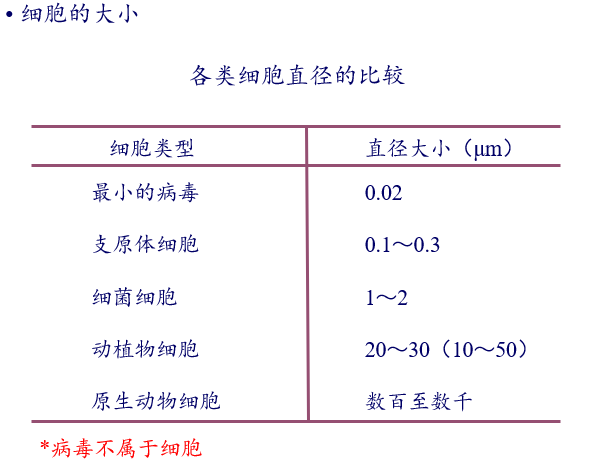 • 细胞的大小
各类细胞直径的比较
细胞类型 直径大小（μm）
最小的病毒 0.02
支原体细胞 0.1～0.3
细菌细胞 1～2
动植物细胞 20～30（10～50）
原生动物细胞 数百至数千
*病毒不属于细胞